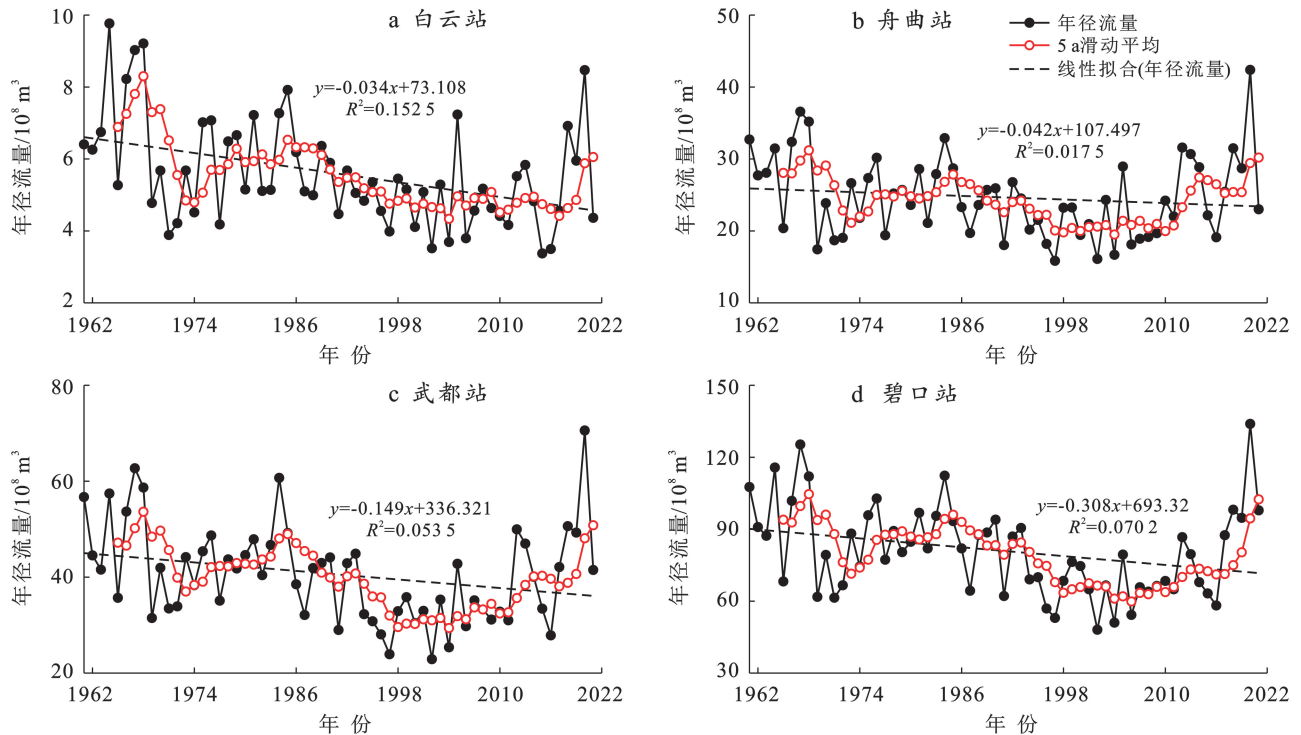 a 白云站
10
8
6
4
2
年径流量/10⁸ m³
y=-0.034x+73.108
R²=0.152 5
1962 1974 1986 1998 2010 2022
年 份
b 舟曲站
50
40
30
20
10
年径流量/10⁸ m³
年径流量
5 a滑动平均
线性拟合(年径流量)
y=-0.042x+107.497
R²=0.017 5
1962 1974 1986 1998 2010 2022
年 份
c 武都站
80
60
40
20
年径流量/10⁸ m³
y=-0.149x+336.321
R²=0.053 5
1962 1974 1986 1998 2010 2022
年 份
d 碧口站
150
120
90
60
30
年径流量/10⁸ m³
y=-0.308x+693.32
R²=0.070 2
1962 1974 1986 1998 2010 2022
年 份